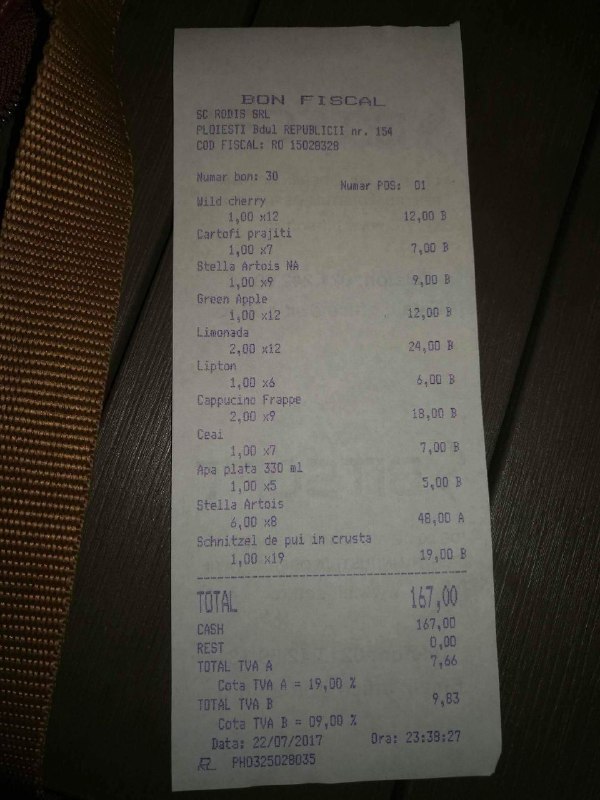 BON FISCAL
SC RODIS SRL
PLOIESTI Bdul REPUBLICII nr. 154
COD FISCAL: RO 15028328
Numar bon: 30
Numar POS: 01
Wild cherry
1,00 x12 12,00 B
Cartofi prajiti
1,00 x7 7,00 B
Stella Artois NA
1,00 x9 9,00 B
Green Apple
1,00 x12 12,00 B
Limonada
2,00 x12 24,00 B
Lipton
1,00 x6 6,00 B
Cappucino Frappe
2,00 x9 18,00 B
Ceai
1,00 x7 7,00 B
Apa plata 330 ml
1,00 x5 5,00 B
Stella Artois
6,00 x8 48,00 A
Schnitzel de pui in crusta
1,00 x19 19,00 B
TOTAL 167,00
CASH 167,00
REST 0,00
TOTAL TVA A 7,66
Cota TVA A = 19,00 %
TOTAL TVA B 9,83
Cota TVA B = 09,00 %
Data: 22/07/2017 Ora: 23:38:27
PH0325028035